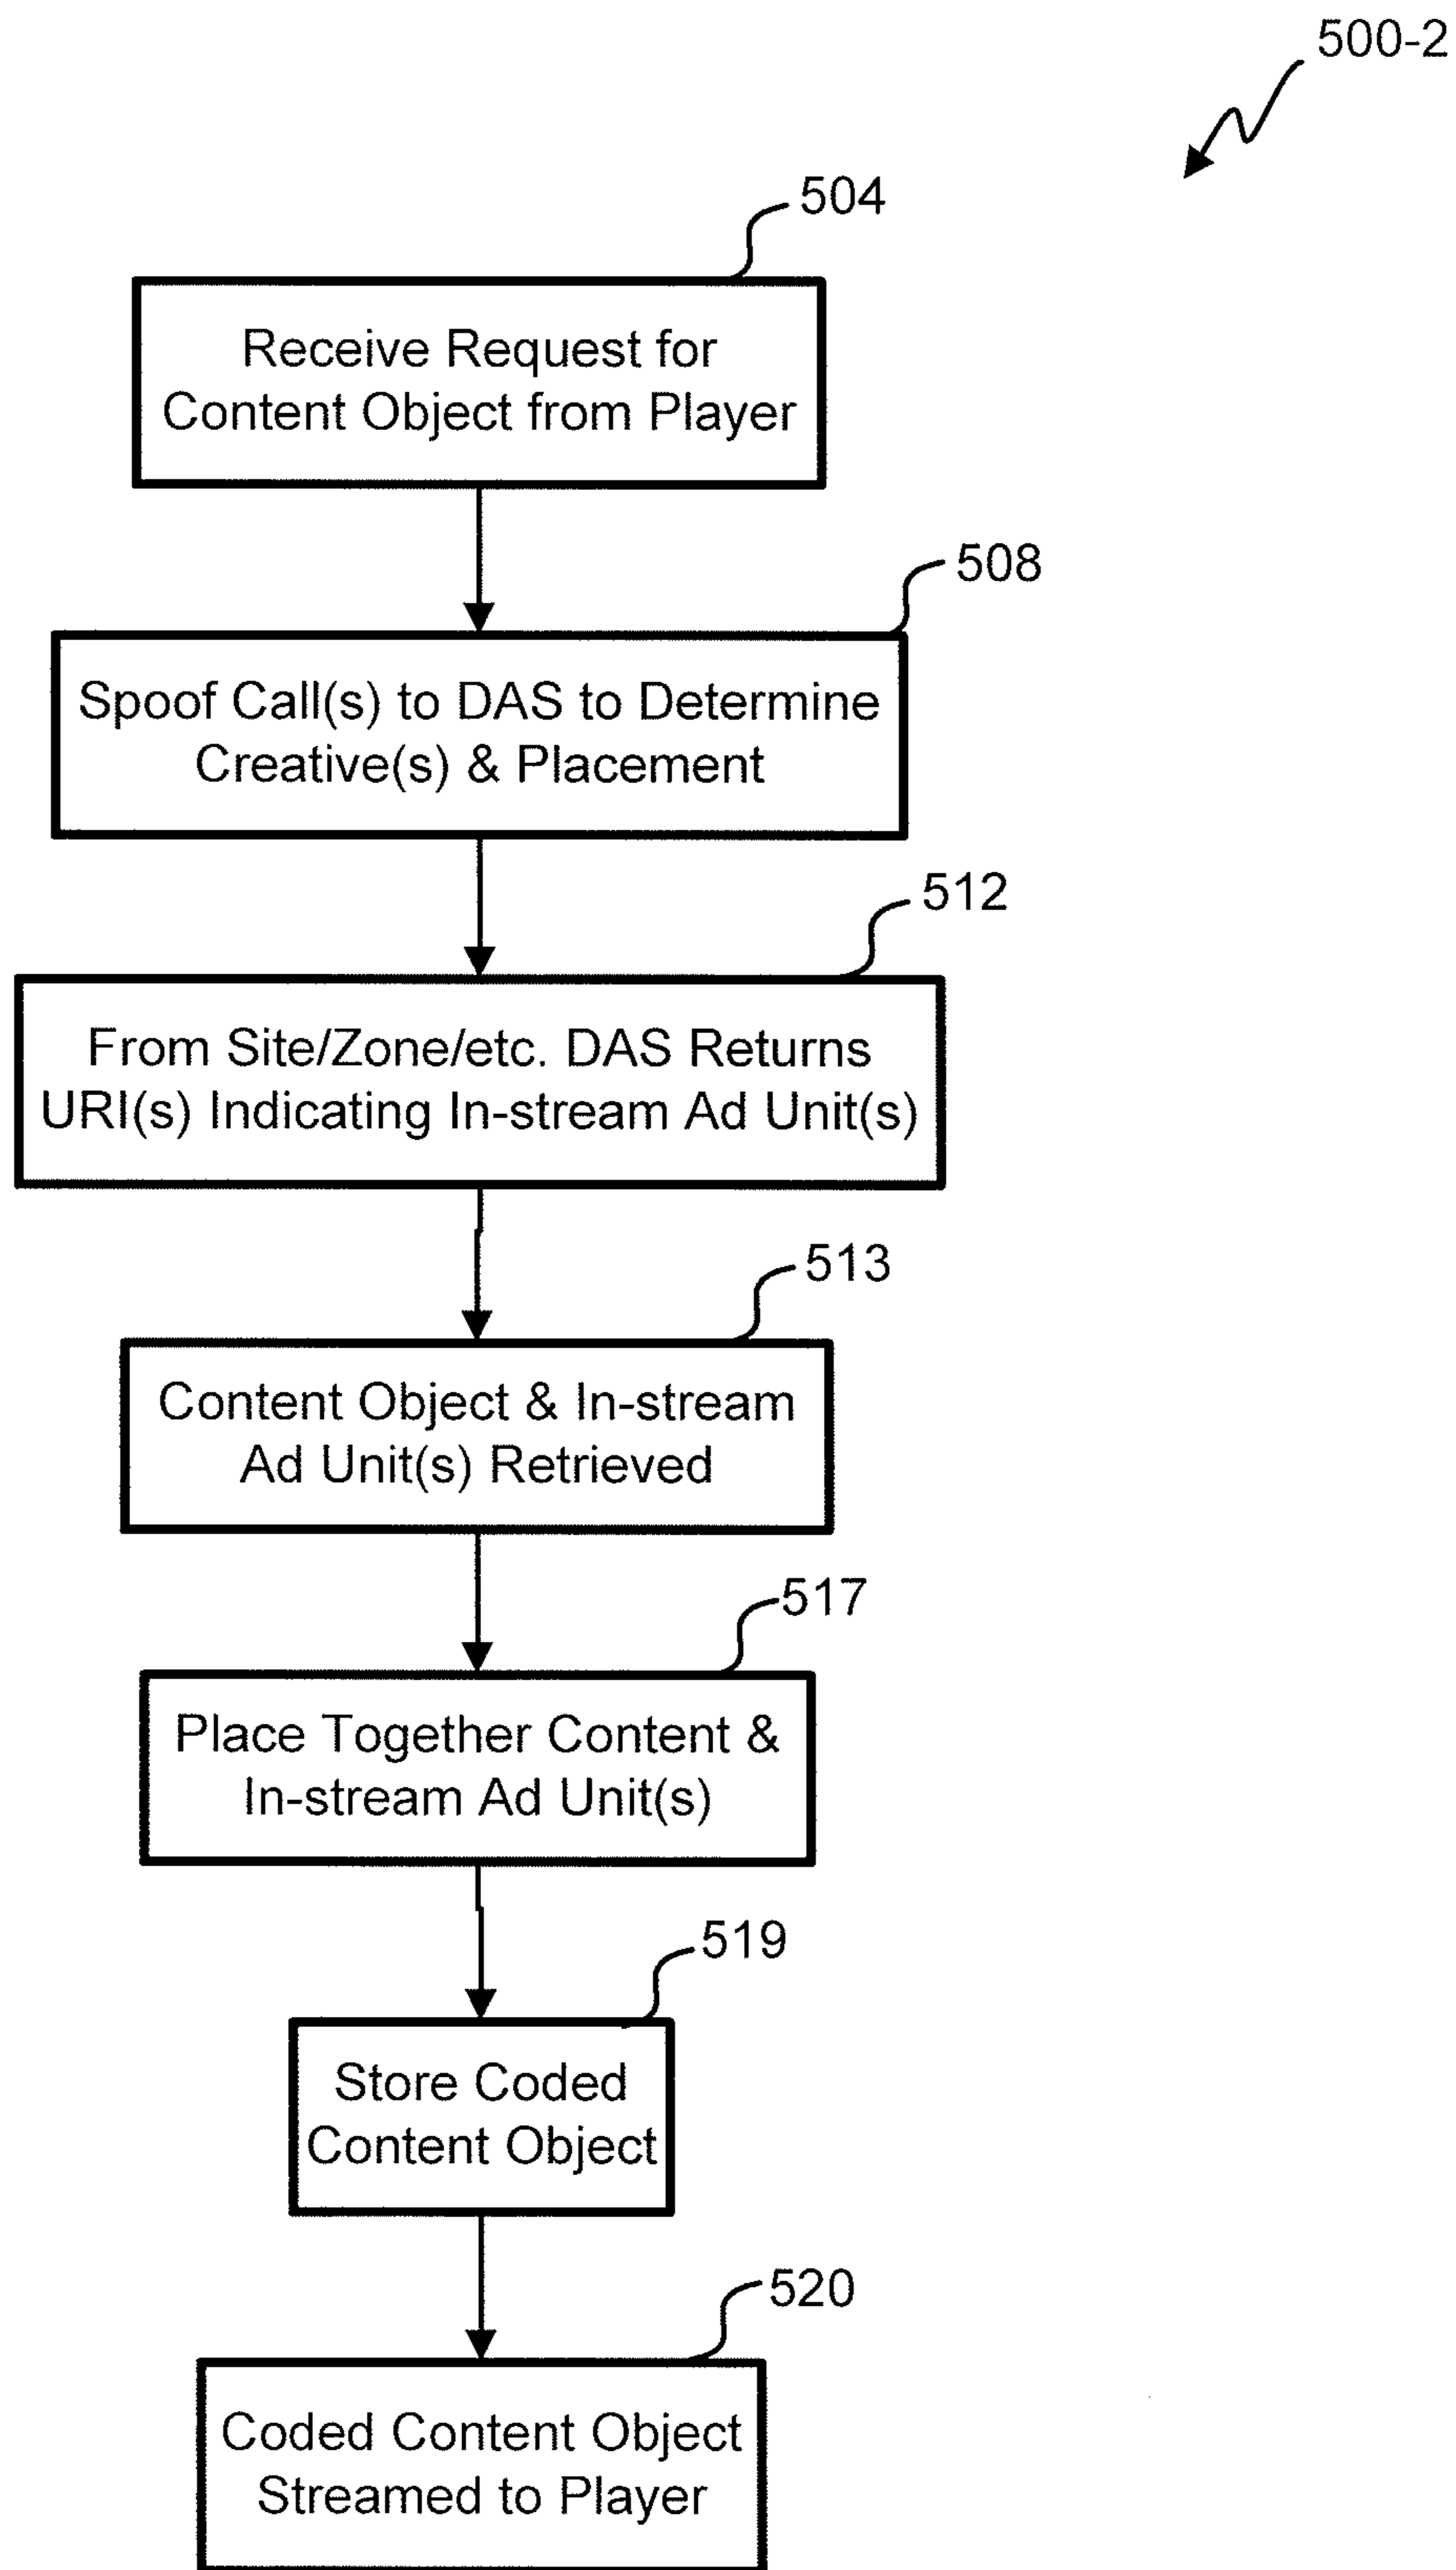 500-2
504
Receive Request for
Content Object from Player
508
Spoof Call(s) to DAS to Determine
Creative(s) & Placement
512
From Site/Zone/etc. DAS Returns
URI(s) Indicating In-stream Ad Unit(s)
513
Content Object & In-stream
Ad Unit(s) Retrieved
517
Place Together Content &
In-stream Ad Unit(s)
519
Store Coded
Content Object
520
Coded Content Object
Streamed to Player